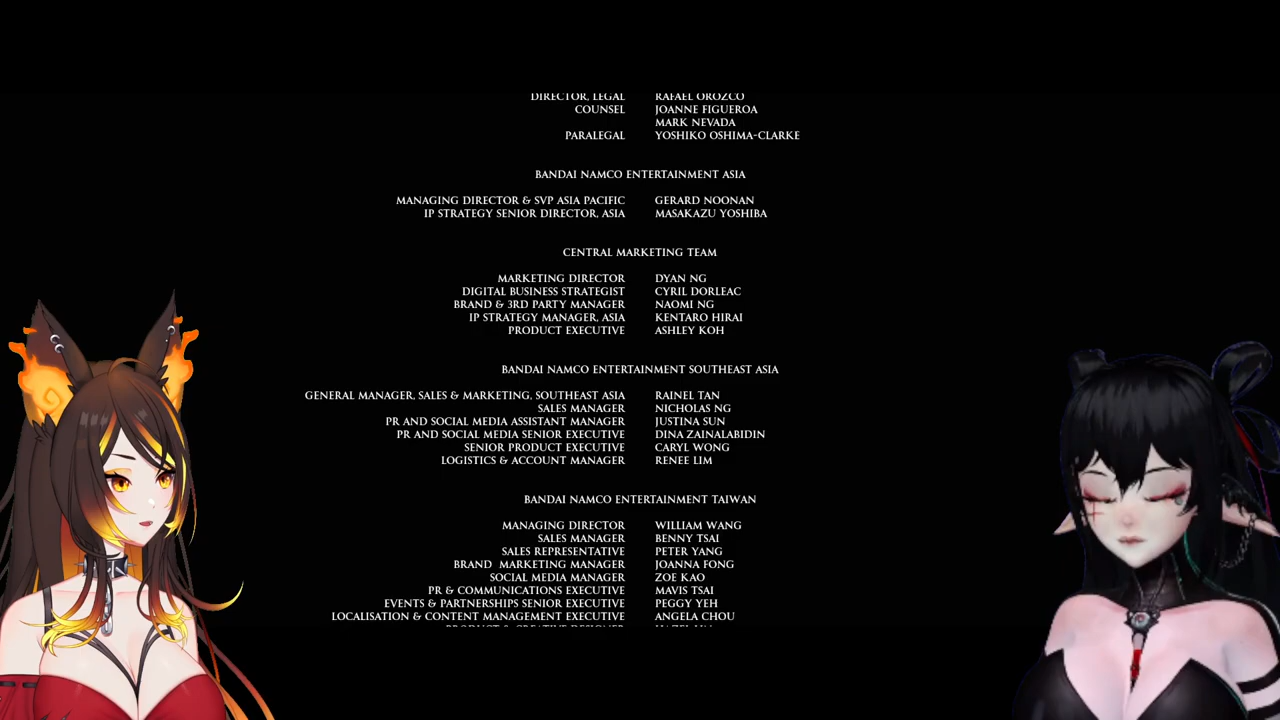 DIRECTOR, LEGAL RAFAEL OROZCO
COUNSEL JOANNE FIGUEROA
MARK NEVADA
PARALEGAL YOSHIKO OSHIMA-CLARKE
BANDAI NAMCO ENTERTAINMENT ASIA
MANAGING DIRECTOR & SVP ASIA PACIFIC GERARD NOONAN
IP STRATEGY SENIOR DIRECTOR, ASIA MASAKAZU YOSHIBA
CENTRAL MARKETING TEAM
MARKETING DIRECTOR DYAN NG
DIGITAL BUSINESS STRATEGIST CYRIL DORLEAC
BRAND & 3RD PARTY MANAGER NAOMI NG
IP STRATEGY MANAGER, ASIA KENTARO HIRAI
PRODUCT EXECUTIVE ASHLEY KOH
BANDAI NAMCO ENTERTAINMENT SOUTHEAST ASIA
GENERAL MANAGER, SALES & MARKETING, SOUTHEAST ASIA RAINEL TAN
SALES MANAGER NICHOLAS NG
PR AND SOCIAL MEDIA ASSISTANT MANAGER JUSTINA SUN
PR AND SOCIAL MEDIA SENIOR EXECUTIVE DINA ZAINALABIDIN
SENIOR PRODUCT EXECUTIVE CARYL WONG
LOGISTICS & ACCOUNT MANAGER RENEE LIM
BANDAI NAMCO ENTERTAINMENT TAIWAN
MANAGING DIRECTOR WILLIAM WANG
SALES MANAGER BENNY TSAI
SALES REPRESENTATIVE PETER YANG
BRAND MARKETING MANAGER JOANNA FONG
SOCIAL MEDIA MANAGER ZOE KAO
PR & COMMUNICATIONS EXECUTIVE MAVIS TSAI
EVENTS & PARTNERSHIPS SENIOR EXECUTIVE PEGGY YEH
LOCALISATION & CONTENT MANAGEMENT EXECUTIVE ANGELA CHOU